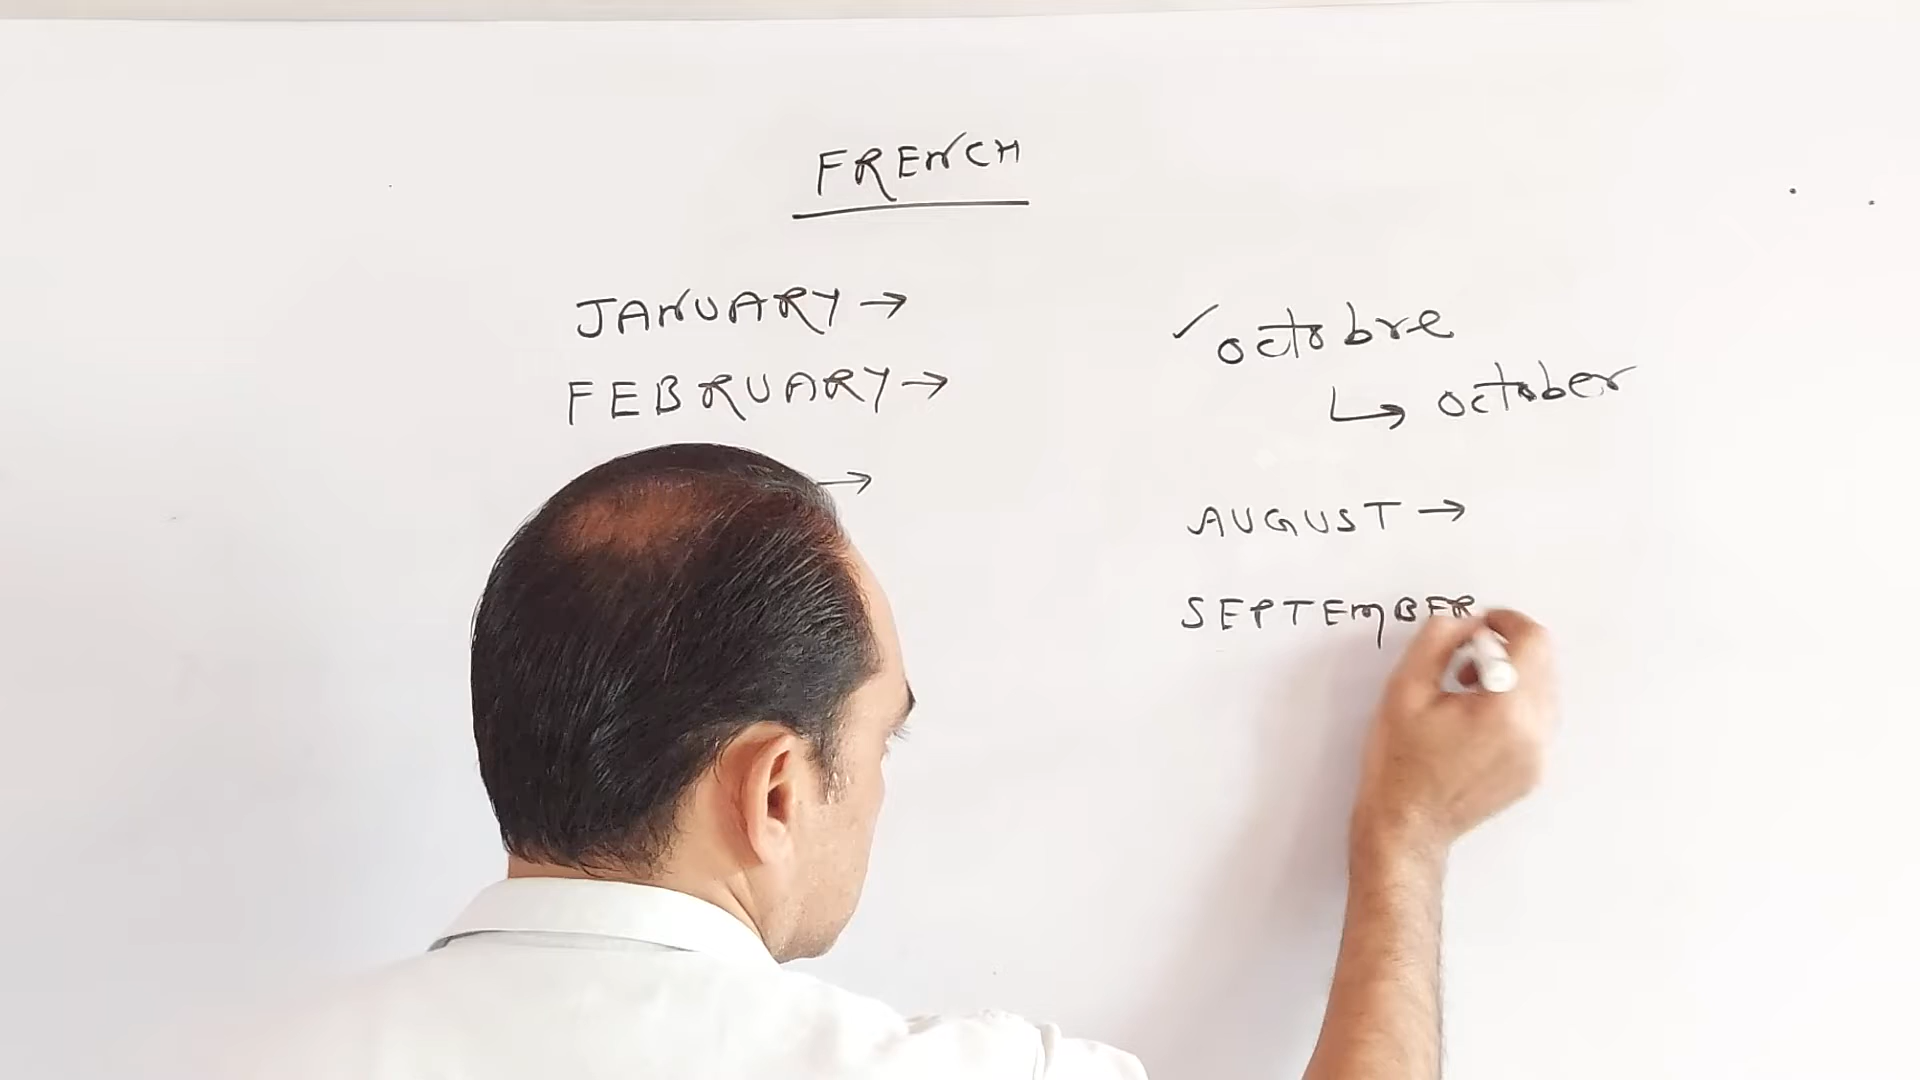 FRENCH
JANUARY →
FEBRUARY →
→
✓ octobre
↳ october
AUGUST →
SEPTEMBER